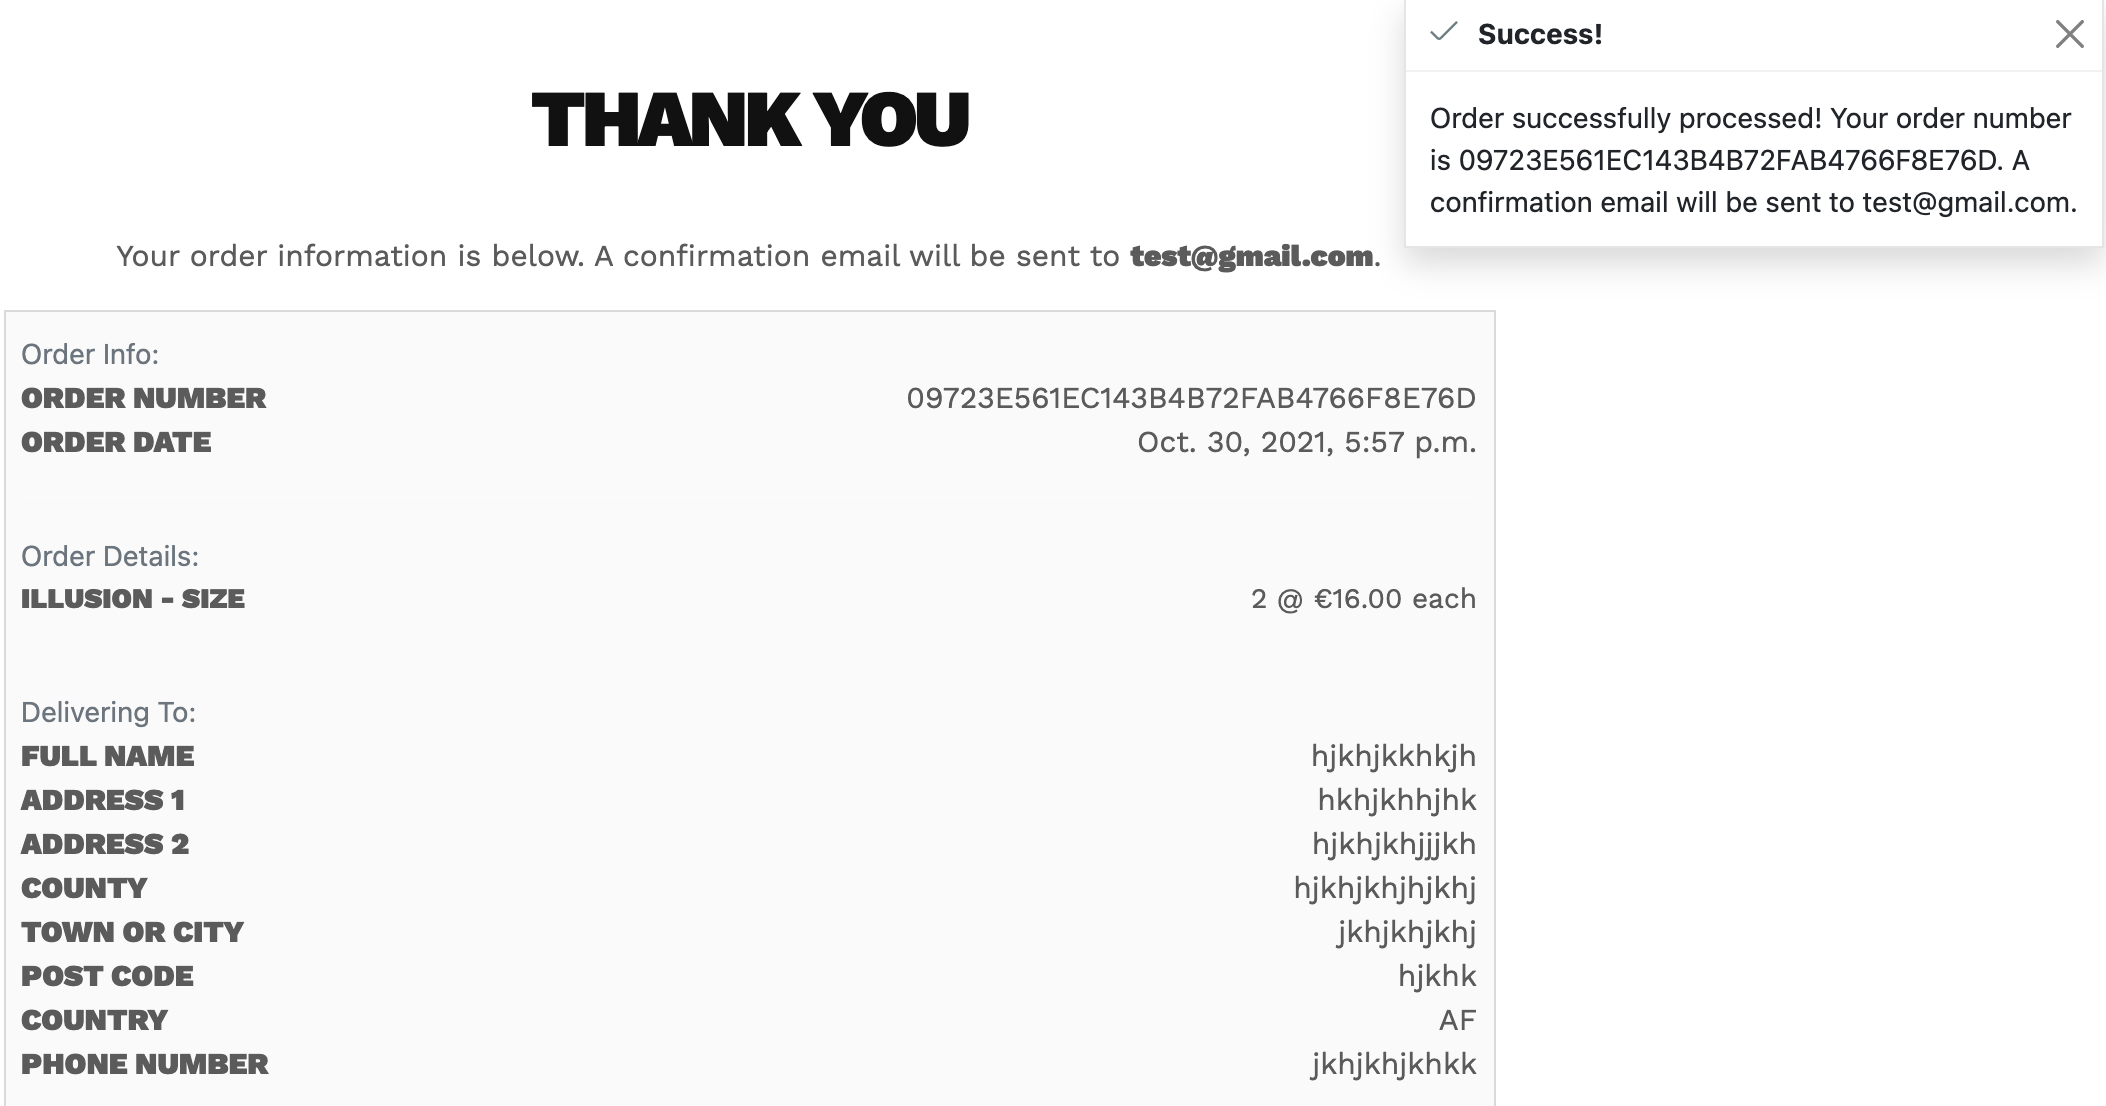 Success!
Order successfully processed! Your order number
is 09723E561EC143B4B72FAB4766F8E76D. A
confirmation email will be sent to test@gmail.com.
THANK YOU
Your order information is below. A confirmation email will be sent to test@gmail.com.
Order Info:
ORDER NUMBER 09723E561EC143B4B72FAB4766F8E76D
ORDER DATE Oct. 30, 2021, 5:57 p.m.
Order Details:
ILLUSION - SIZE 2 @ €16.00 each
Delivering To:
FULL NAME hjkhjkkhkjh
ADDRESS 1 hkhjkhhjhk
ADDRESS 2 hjkhjkhjjjkh
COUNTY hjkhjkhjhjkhj
TOWN OR CITY jkhjkhjkhj
POST CODE hjkhk
COUNTRY AF
PHONE NUMBER jkhjkhjkhkk